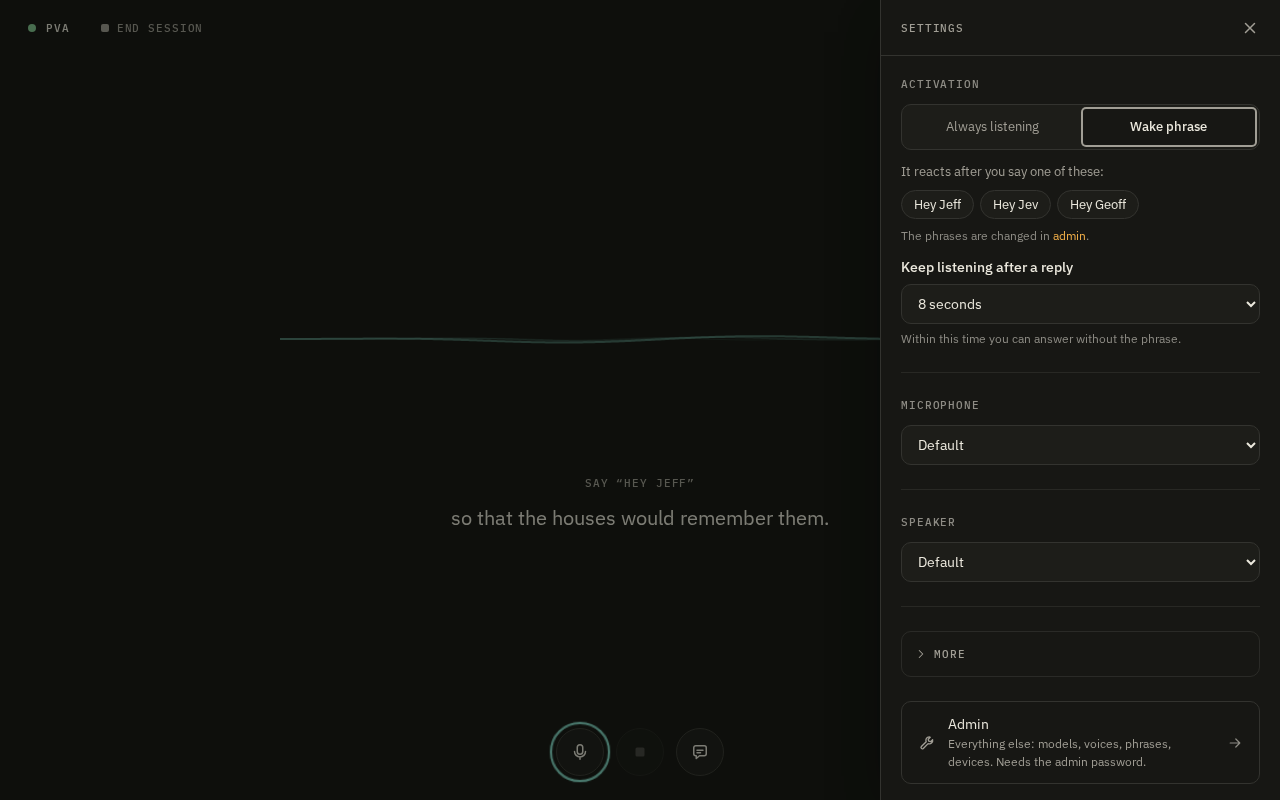 PVA
END SESSION
SETTINGS
ACTIVATION
Always listening
Wake phrase
It reacts after you say one of these:
Hey Jeff
Hey Jev
Hey Geoff
The phrases are changed in admin.
Keep listening after a reply
8 seconds
Within this time you can answer without the phrase.
MICROPHONE
Default
SAY “HEY JEFF”
so that the houses would remember them.
SPEAKER
Default
MORE
Admin
Everything else: models, voices, phrases,
devices. Needs the admin password.